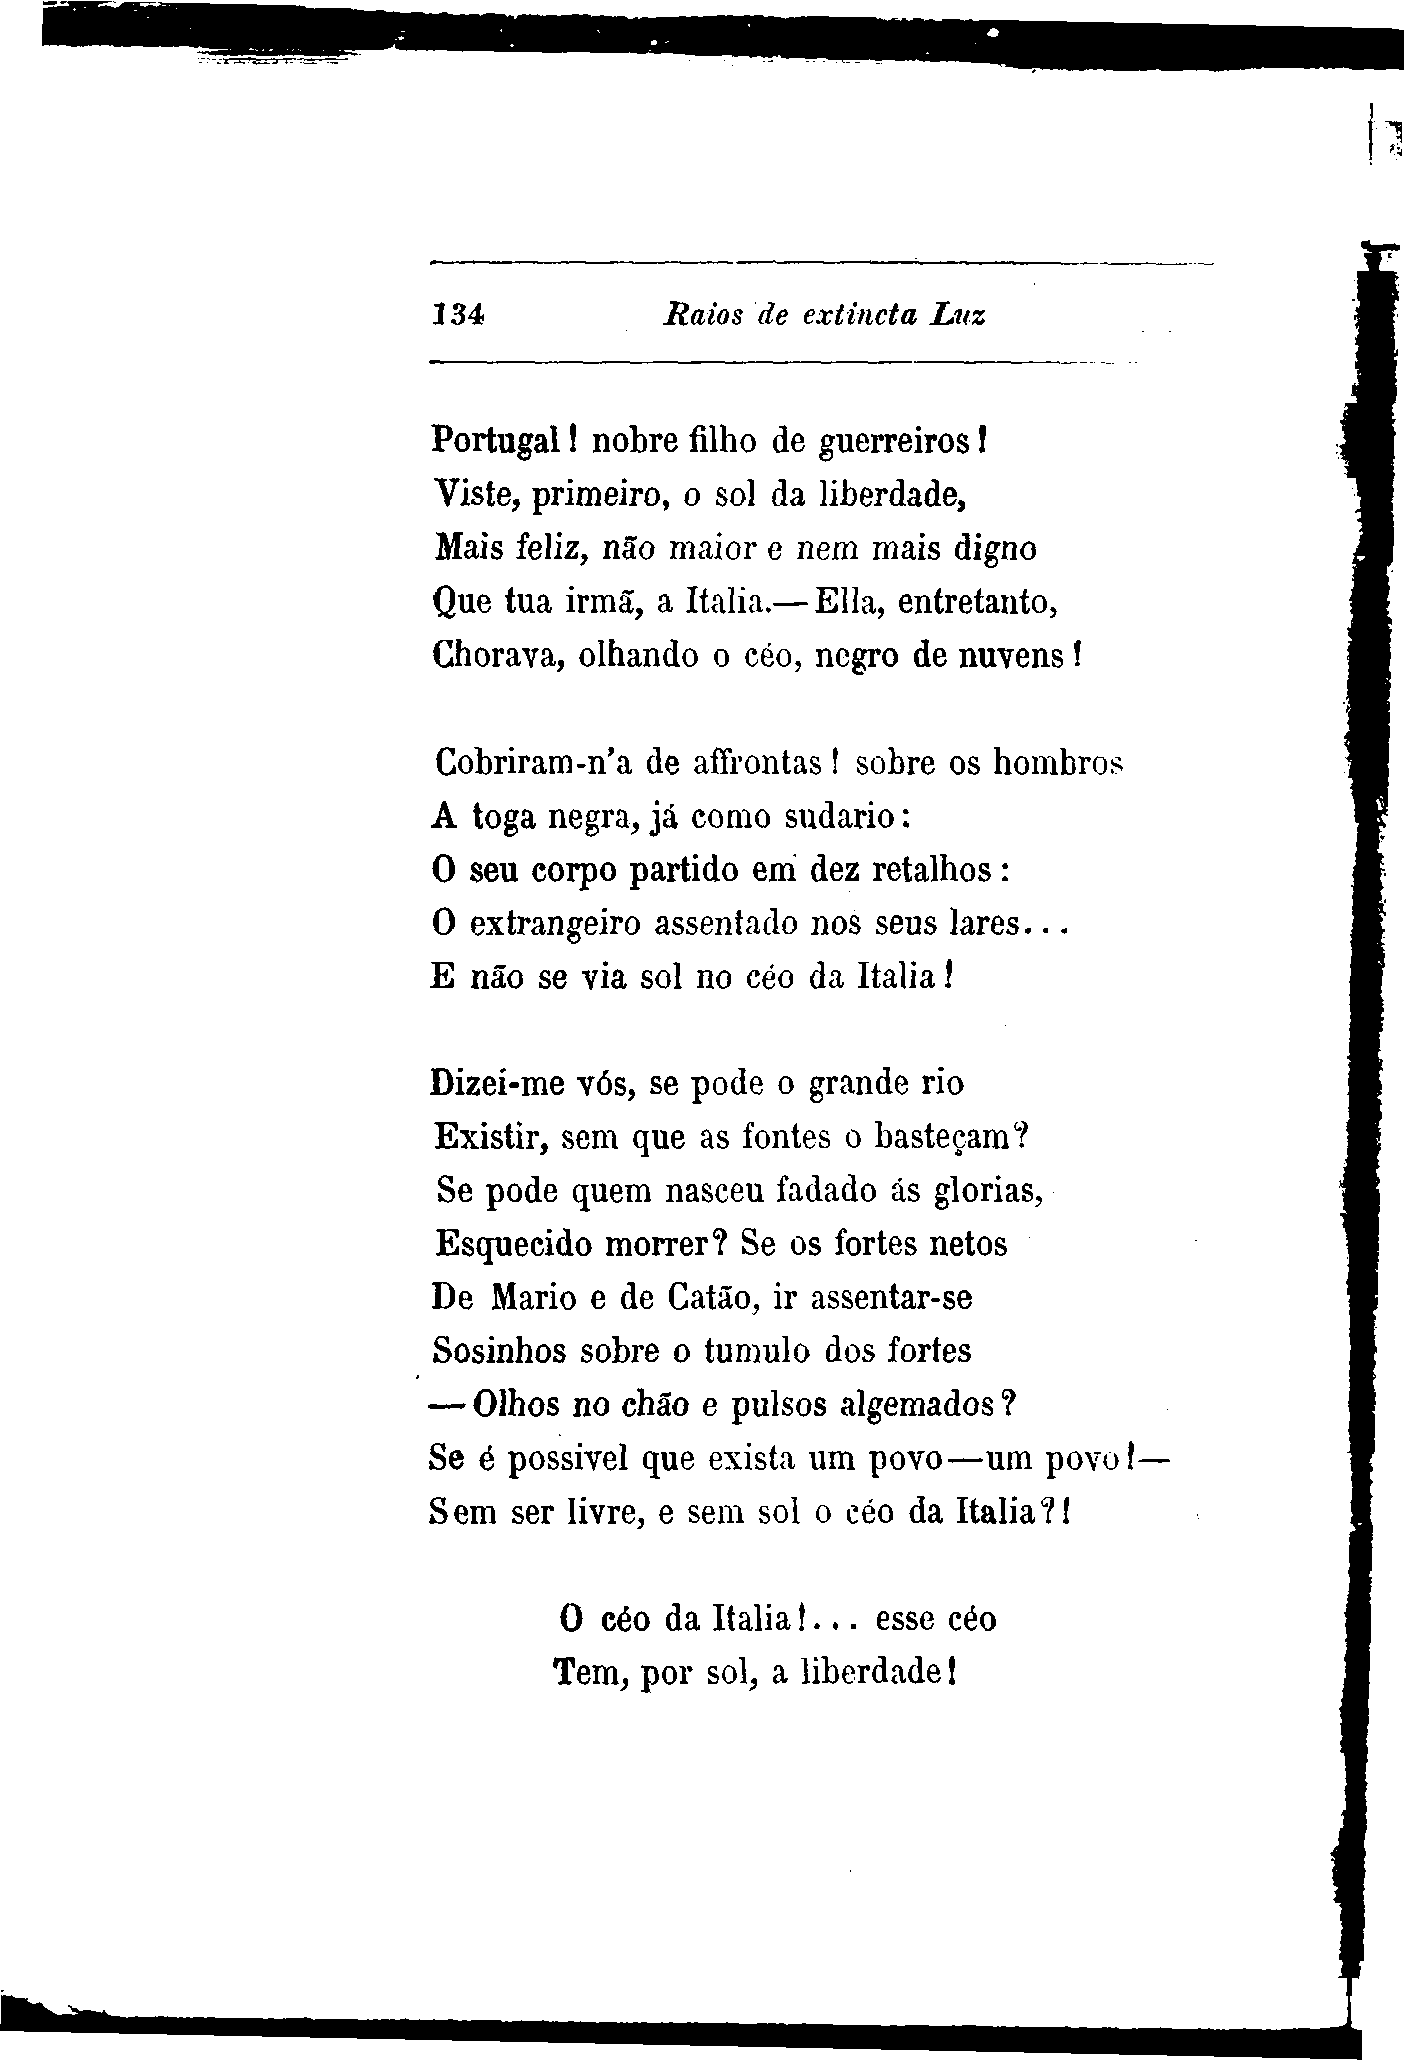 134 Raios de extincta Luz
Portugal! nobre filho de guerreiros!
Viste, primeiro, o sol da liberdade,
Mais feliz, não maior e nem mais digno
Que tua irmã, a Italia.—Ella, entretanto,
Chorava, olhando o céo, negro de nuvens!
Cobriram-n'a de affrontas! sobre os hombros
A toga negra, já como sudario:
O seu corpo partido em dez retalhos:
O extrangeiro assentado nos seus lares...
E não se via sol no céo da Italia!
Dizei-me vós, se pode o grande rio
Existir, sem que as fontes o basteçam?
Se pode quem nasceu fadado ás glorias,
Esquecido morrer? Se os fortes netos
De Mario e de Catão, ir assentar-se
Sosinhos sobre o tumulo dos fortes
—Olhos no chão e pulsos algemados?
Se é possivel que exista um povo—um povo!—
Sem ser livre, e sem sol o céo da Italia?!
O céo da Italia!... esse céo
Tem, por sol, a liberdade!